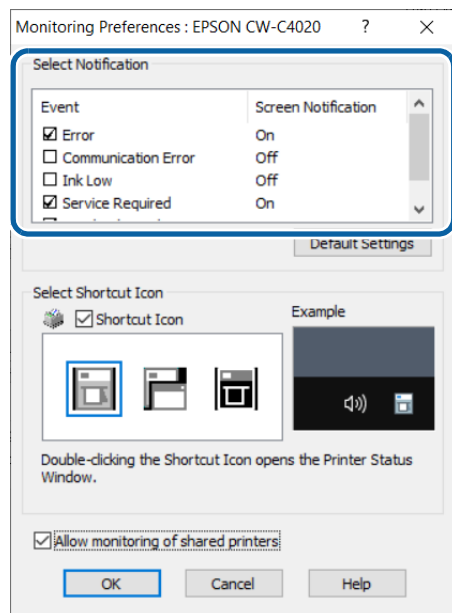 Monitoring Preferences : EPSON CW-C4020 ? ×
Select Notification
Event Screen Notification
Error On
Communication Error Off
Ink Low Off
Service Required On
Default Settings
Select Shortcut Icon
Shortcut Icon
Example
Double-clicking the Shortcut Icon opens the Printer Status
Window.
Allow monitoring of shared printers
OK Cancel Help